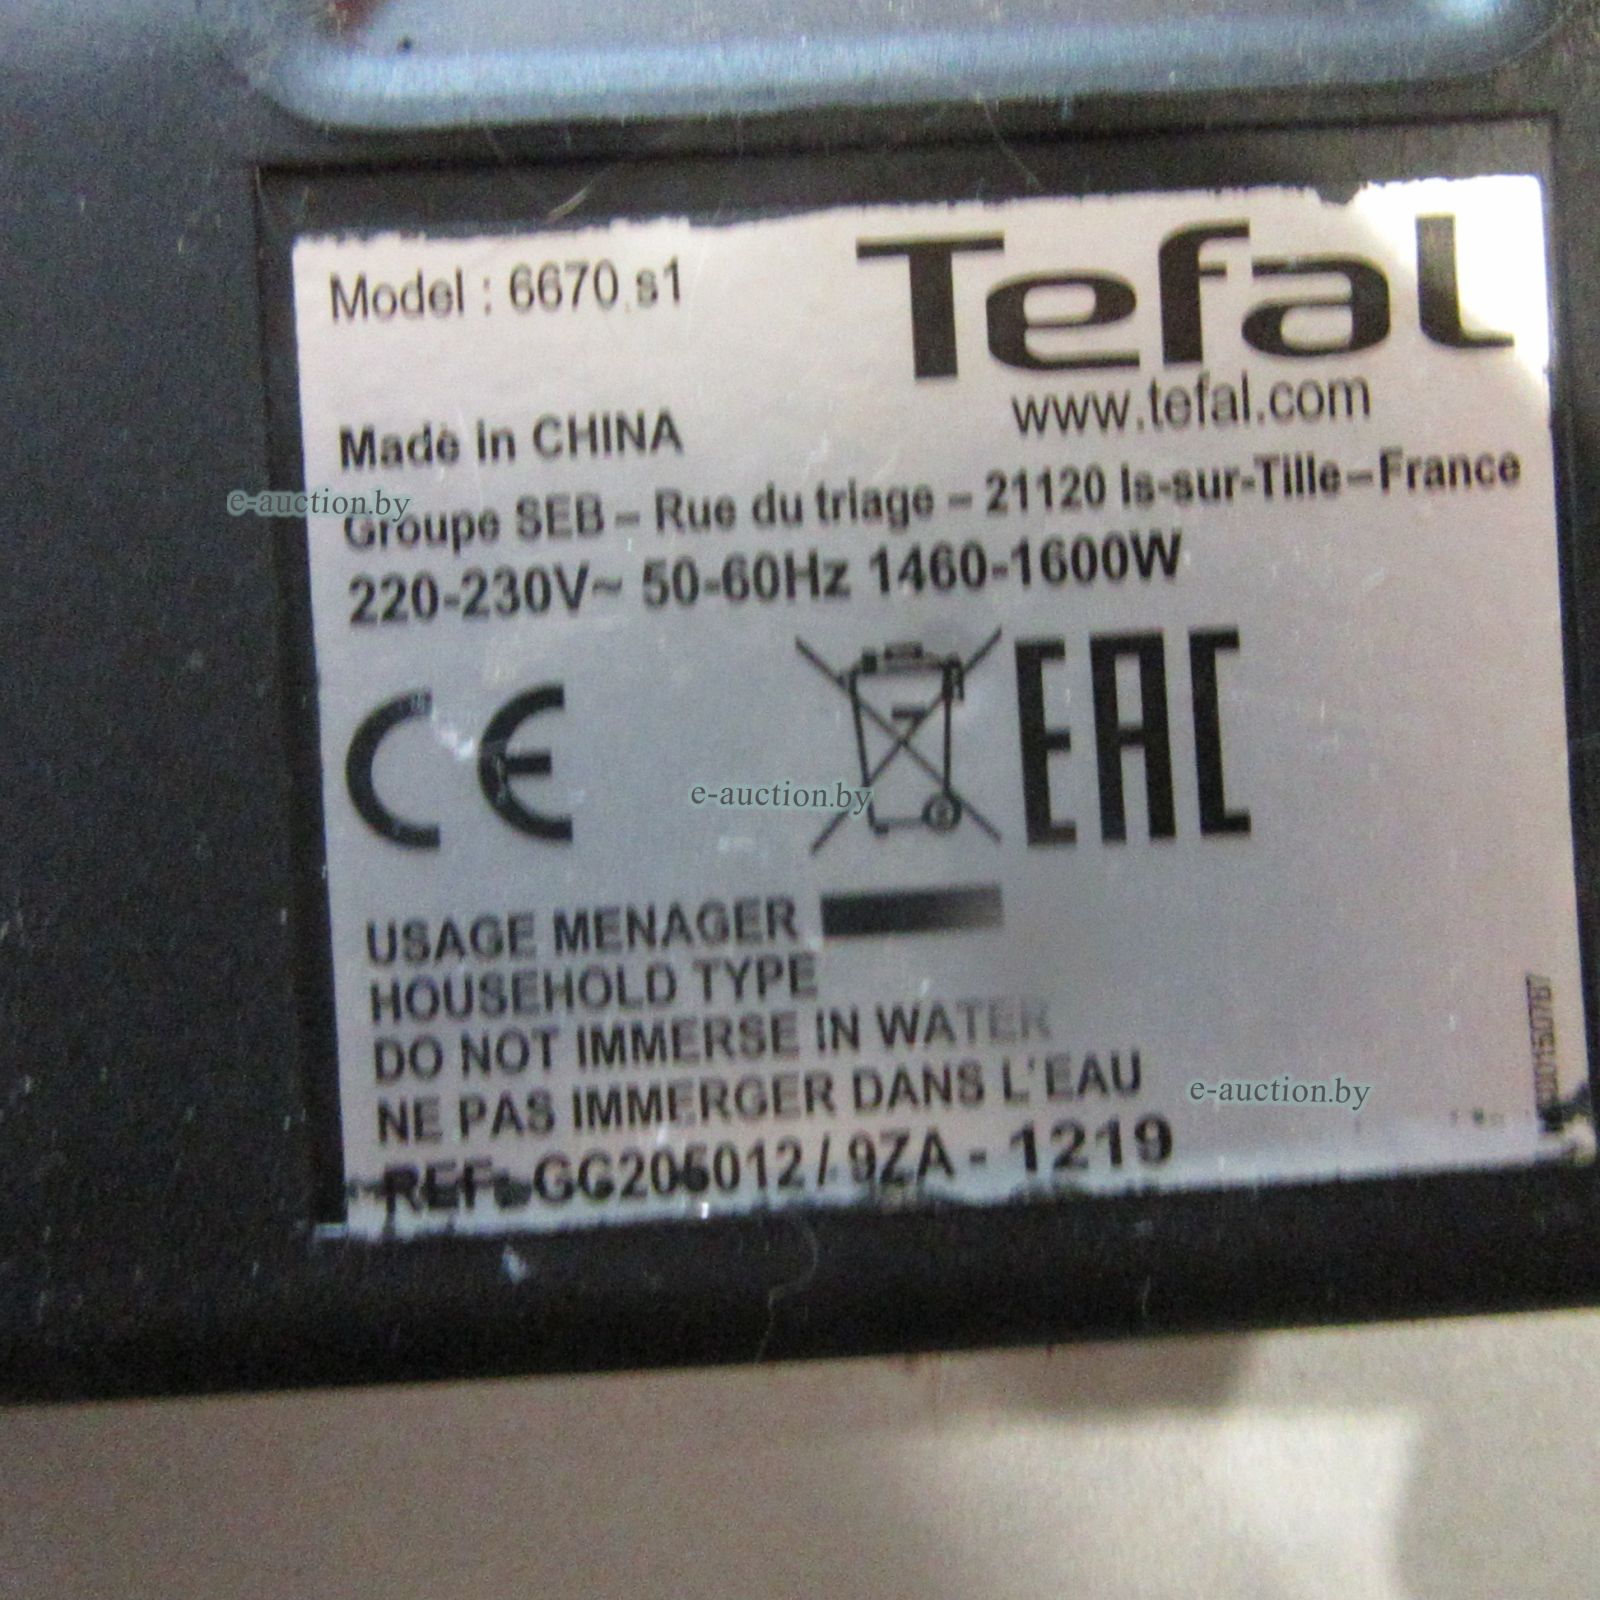 Model : 6670.s1
Tefal
www.tefal.com
Made in CHINA
Groupe SEB – Rue du triage – 21120 Is-sur-Tille–France
220-230V~ 50-60Hz 1460-1600W
CE
EAC
USAGE MENAGER
HOUSEHOLD TYPE
DO NOT IMMERSE IN WATER
NE PAS IMMERGER DANS L'EAU
REF. GC205012 / 9ZA - 1219
e-auction.by
e-auction.by
e-auction.by